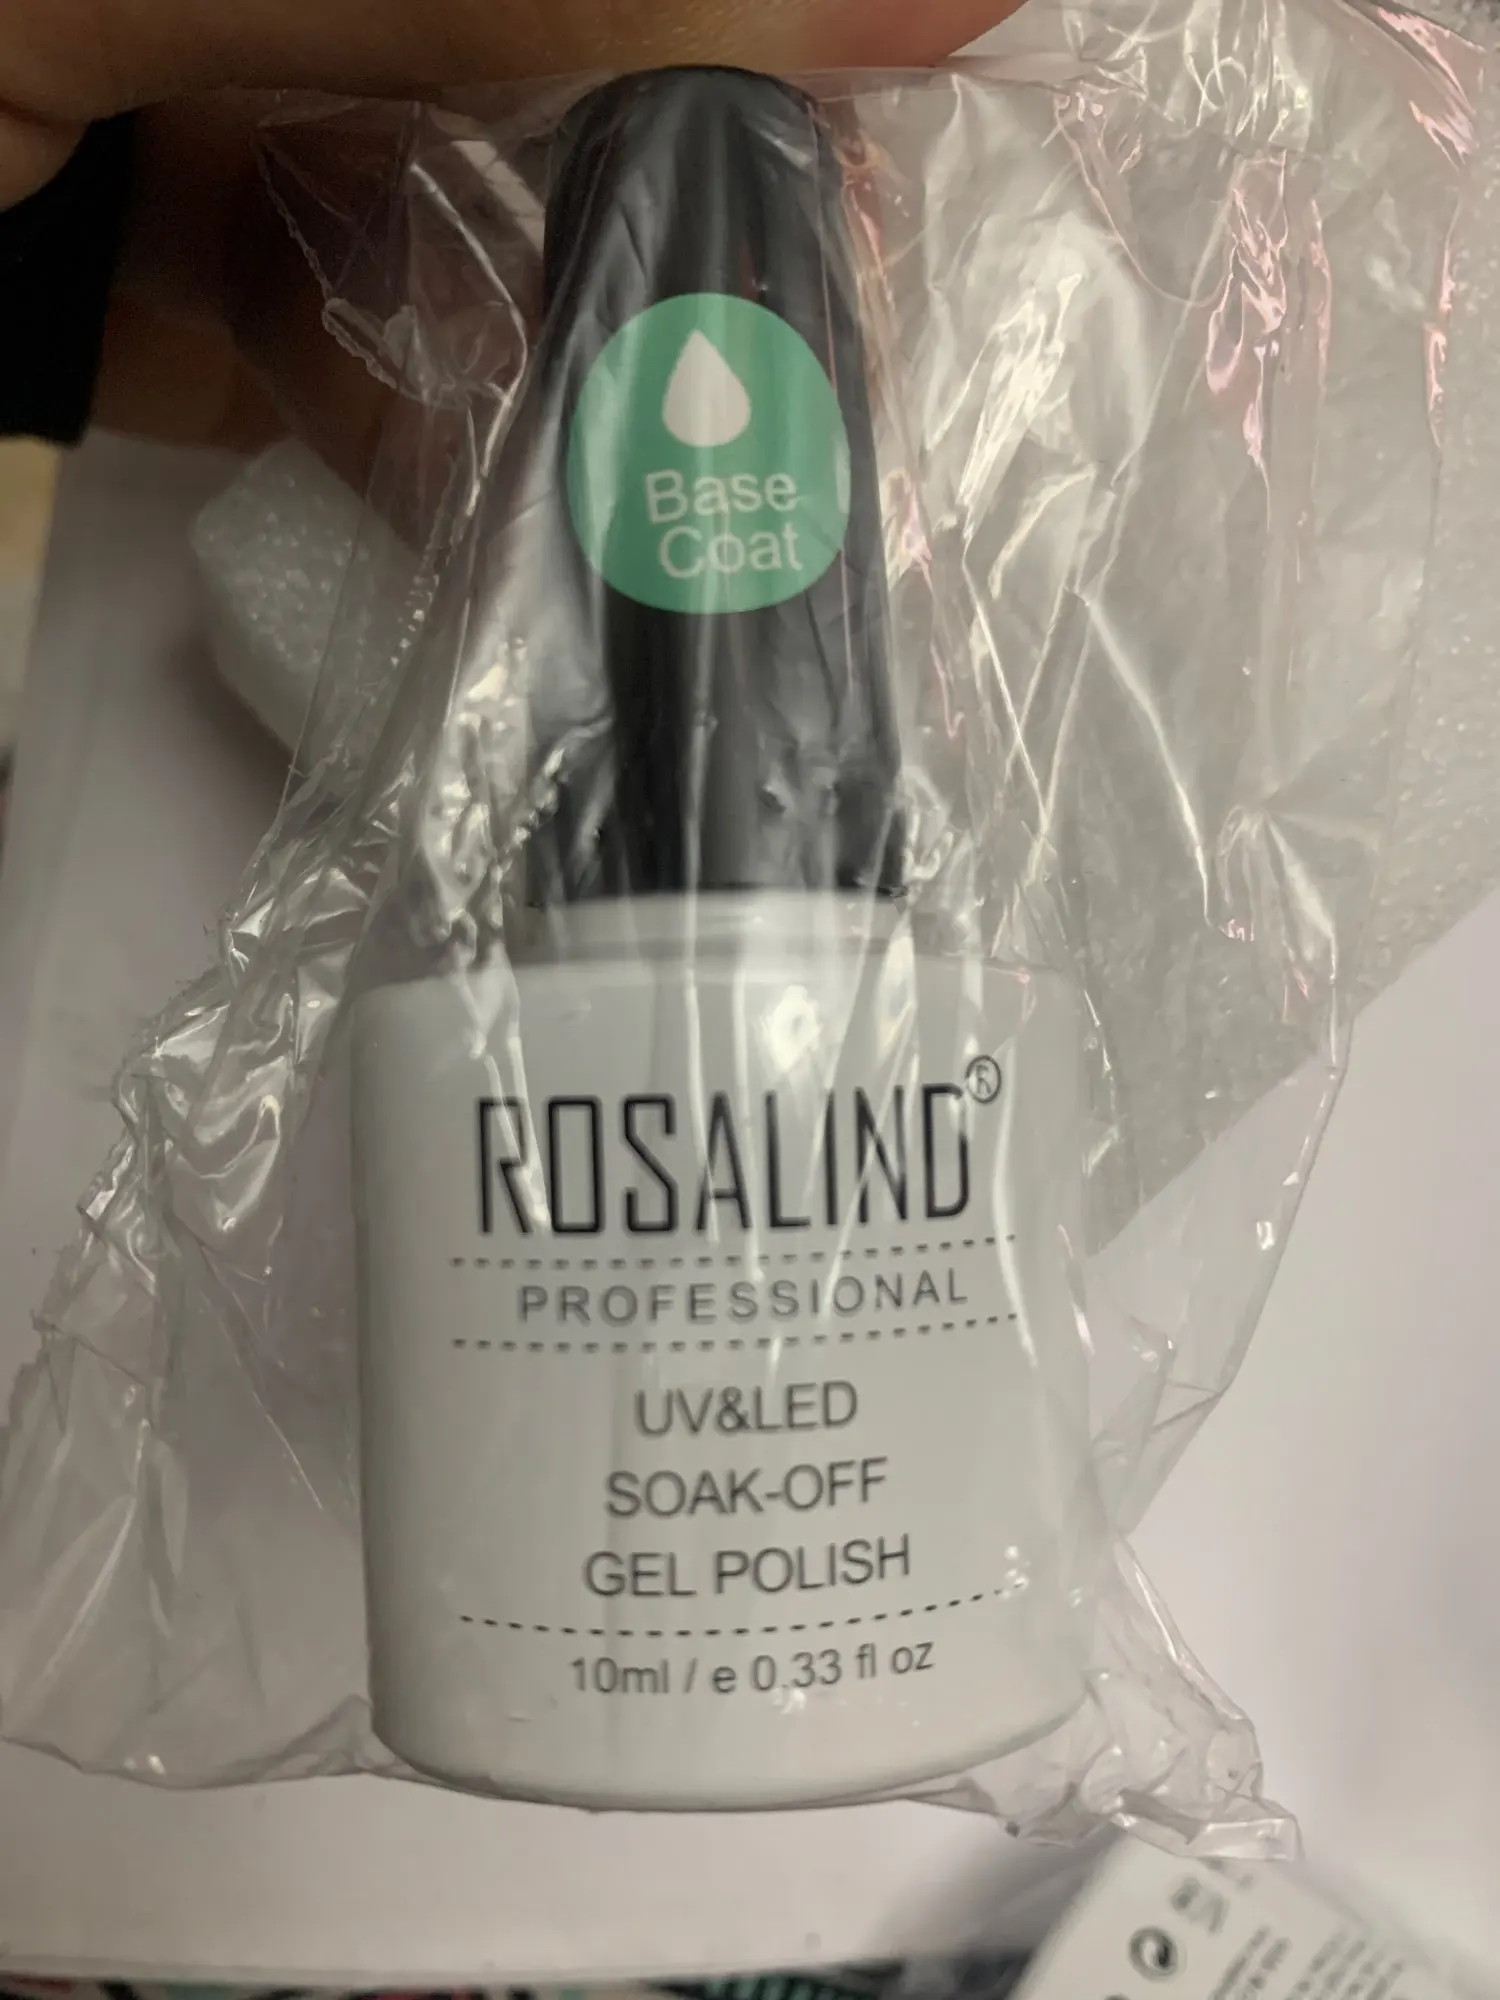 Base
Coat
ROSALIND®
PROFESSIONAL
UV&LED
SOAK-OFF
GEL POLISH
10ml / e 0.33 fl oz